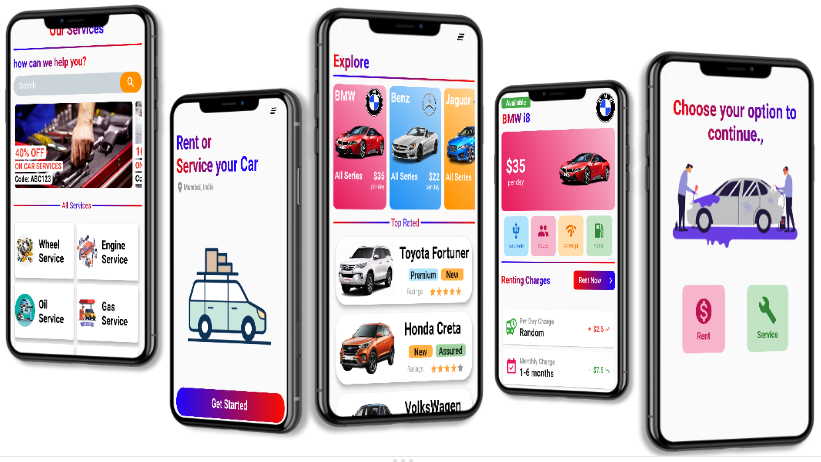 Our Services
how can we help you?
Search
40% OFF
ON CAR SERVICES
Code: ABC123
All Services
Wheel
Service
Engine
Service
Oil
Service
Gas
Service
Rent or
Service your Car
Mumbai, India
Get Started
Explore
BMW
All Series
$35
per day
Benz
All Series
$22
per day
Jaguar
All Series
Top Rated
Toyota Fortuner
Premium
New
Ratings
Honda Creta
New
Assured
Ratings
VolksWagen
Available
BMW i8
$35
per day
Renting Charges
Rent Now
Per Day Charge
Random
+ $2.5
Monthly Charge
1-6 months
- $7.5
Choose your option to
continue.,
Rent
Service